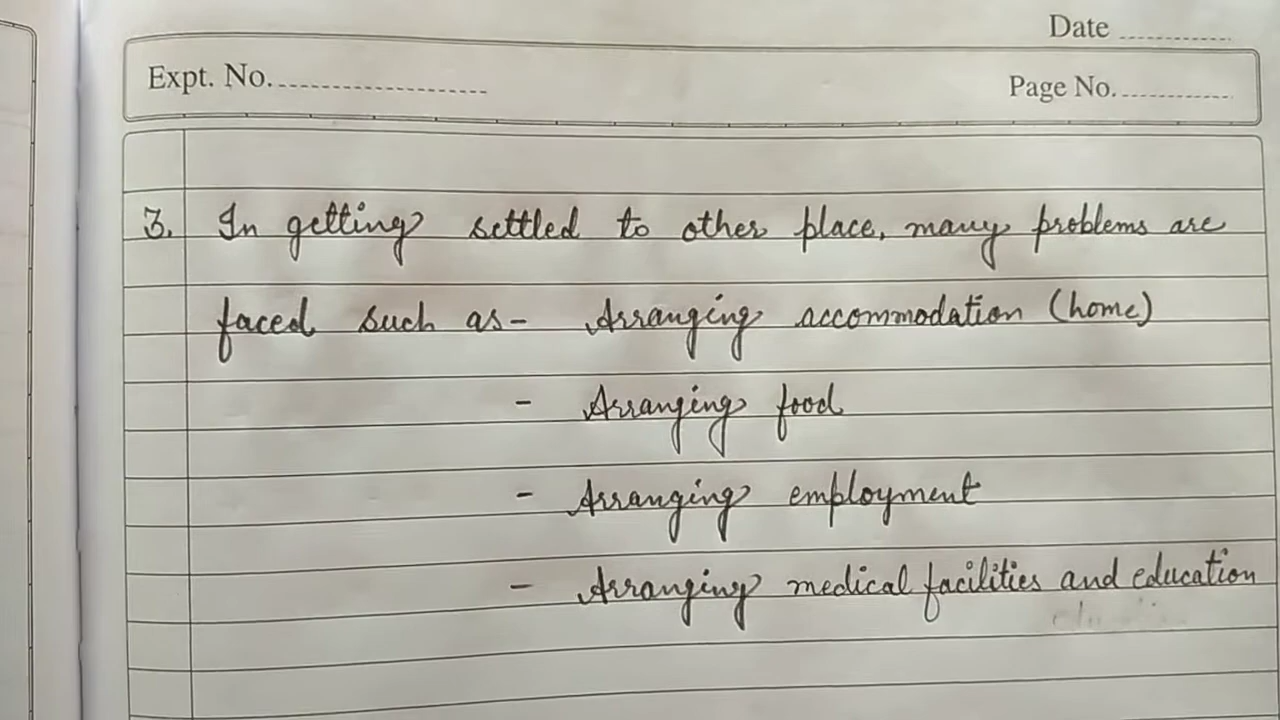 Date
Expt. No.
Page No.
3. In getting settled to other place, many problems are
faced such as - Arranging accommodation (home)
- Arranging food
- Arranging employment
- Arranging medical facilities and education